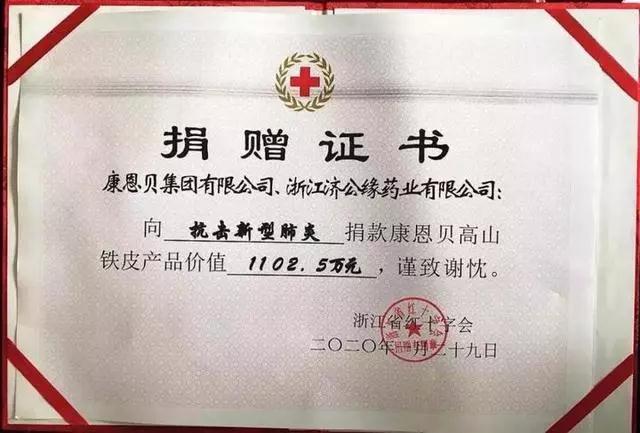 捐赠证书
康恩贝集团有限公司、浙江济公缘药业有限公司：
向 抗击新型肺炎 捐款康恩贝高山
铁皮产品价值 1102.5万元，谨致谢忱。
浙江省红十字会
二〇二〇年 月二十九日